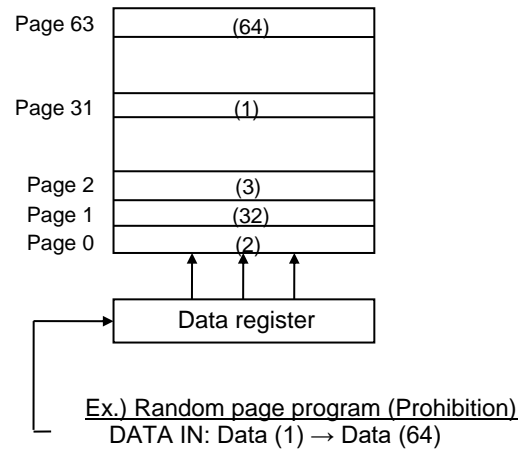 Page 63 (64)
Page 31 (1)
Page 2 (3)
Page 1 (32)
Page 0 (2)
Data register
Ex.) Random page program (Prohibition)
DATA IN: Data (1) → Data (64)